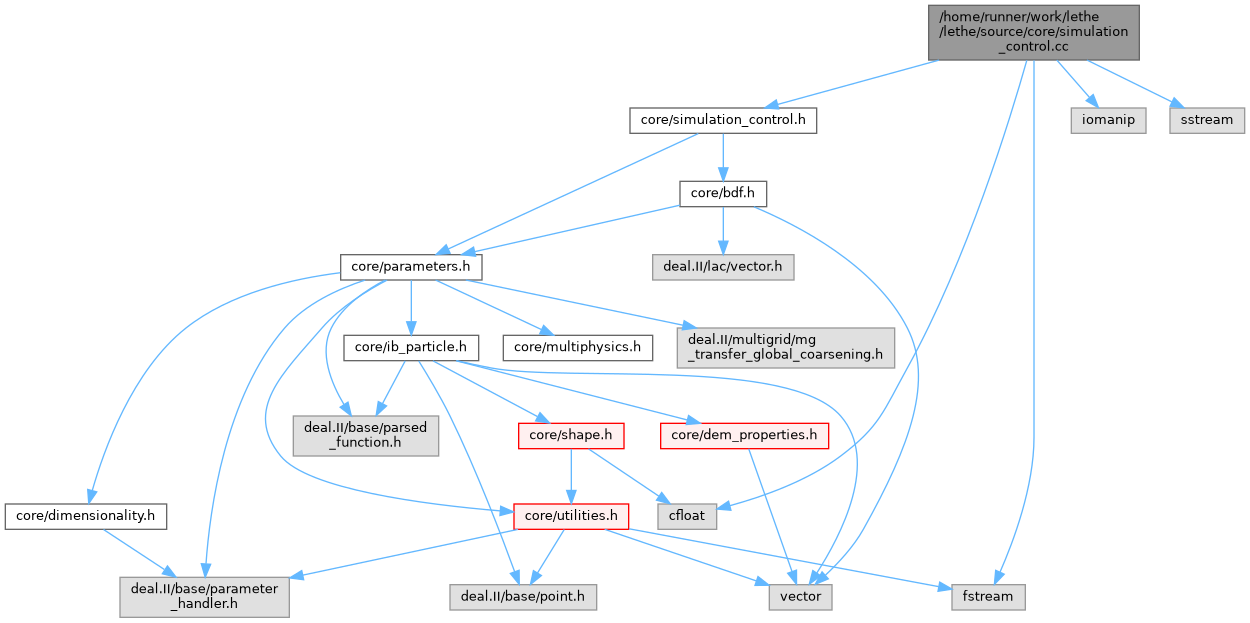 /home/runner/work/lethe
/lethe/source/core/simulation
_control.cc
core/simulation_control.h
iomanip
sstream
core/bdf.h
core/parameters.h
deal.II/lac/vector.h
core/ib_particle.h
core/multiphysics.h
deal.II/multigrid/mg
_transfer_global_coarsening.h
deal.II/base/parsed
_function.h
core/shape.h
core/dem_properties.h
core/dimensionality.h
core/utilities.h
cfloat
deal.II/base/parameter
_handler.h
deal.II/base/point.h
vector
fstream